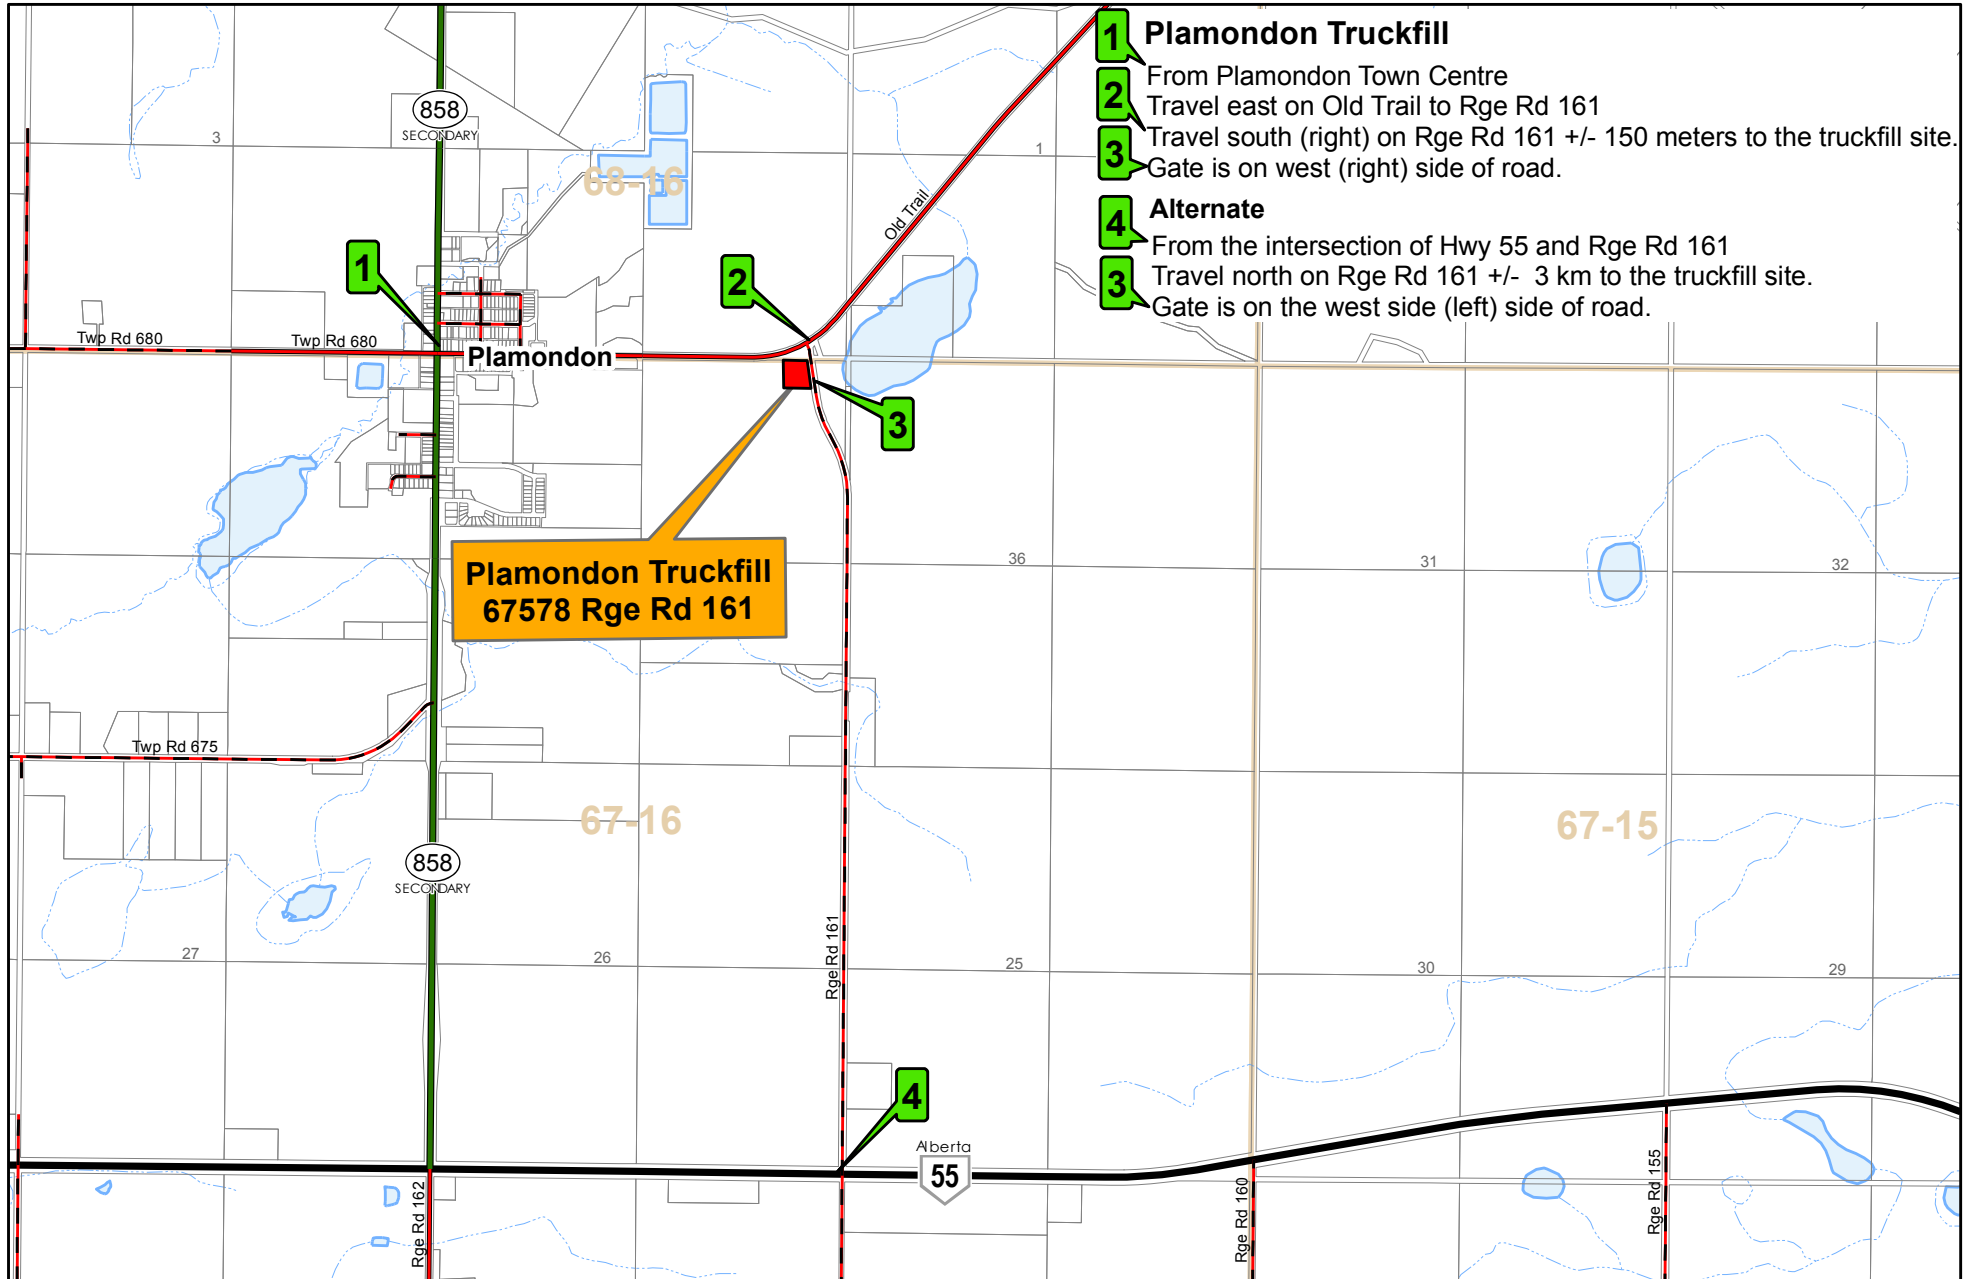 1 Plamondon Truckfill
From Plamondon Town Centre
2 Travel east on Old Trail to Rge Rd 161
Travel south (right) on Rge Rd 161 +/- 150 meters to the truckfill site.
3 Gate is on west (right) side of road.
4 Alternate
From the intersection of Hwy 55 and Rge Rd 161
3 Travel north on Rge Rd 161 +/- 3 km to the truckfill site.
Gate is on the west side (left) side of road.
858
SECONDARY
3
1
68-16
Old Trail
1
2
Twp Rd 680
Twp Rd 680
Plamondon
3
Plamondon Truckfill
67578 Rge Rd 161
36
31
32
Twp Rd 675
67-16
67-15
858
SECONDARY
27
26
Rge Rd 161
25
30
29
4
Alberta
55
Rge Rd 162
Rge Rd 160
Rge Rd 155